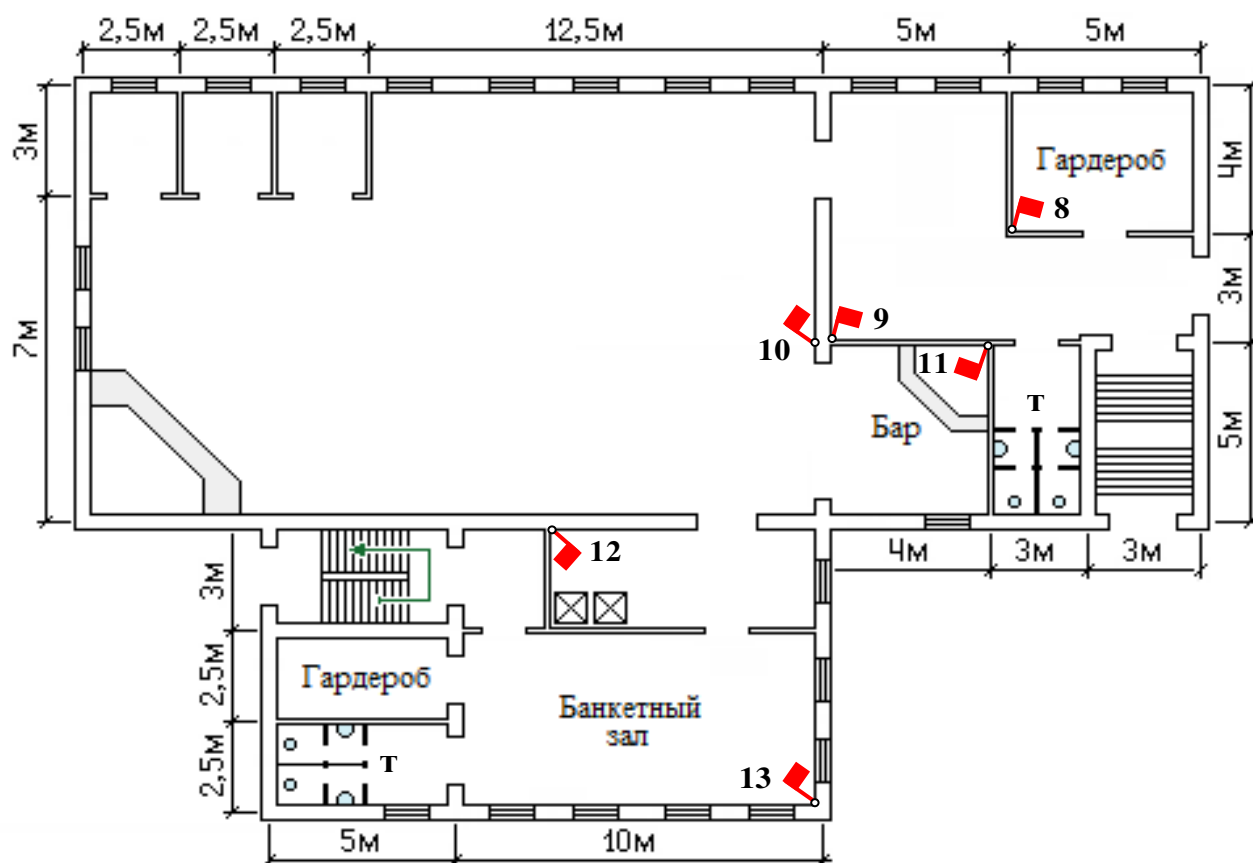 2,5м 2,5м 2,5м 12,5м 5м 5м
3м
Гардероб
4м
8
7м
10
9
3м
11
Бар
Т
5м
12
4м 3м 3м
3м
2,5м
Гардероб
Банкетный
зал
2,5м
Т
13
5м 10м